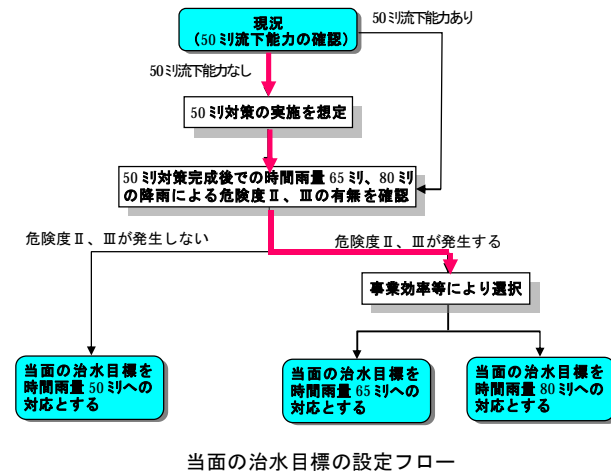 現況
(50ミリ流下能力の確認)
50ミリ流下能力あり
50ミリ流下能力なし
50ミリ対策の実施を想定
50ミリ対策完成後での時間雨量65ミリ、80ミリ
の降雨による危険度Ⅱ、Ⅲの有無を確認
危険度Ⅱ、Ⅲが発生しない
危険度Ⅱ、Ⅲが発生する
事業効率等により選択
当面の治水目標を
時間雨量50ミリへの
対応とする
当面の治水目標を
時間雨量65ミリへの
対応とする
当面の治水目標を
時間雨量80ミリへの
対応とする
当面の治水目標の設定フロー